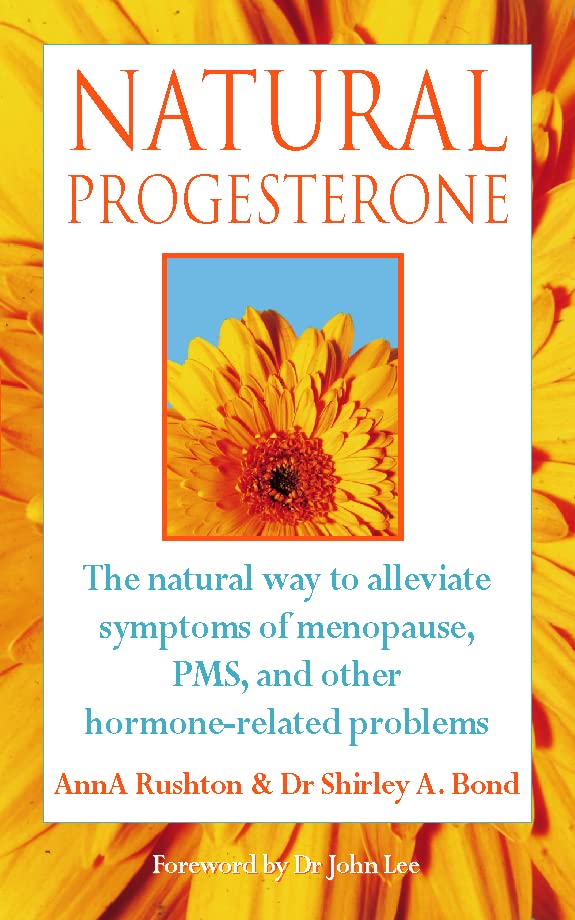 NATURAL
PROGESTERONE
The natural way to alleviate
symptoms of menopause,
PMS, and other
hormone-related problems
AnnA Rushton & Dr Shirley A. Bond
Foreword by Dr John Lee